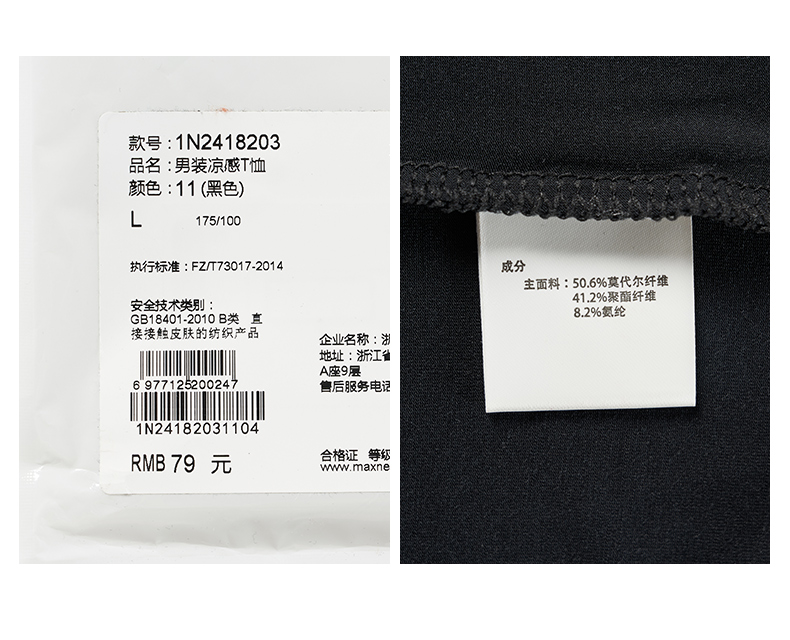 款号 : 1N2418203
品名 : 男装凉感T恤
颜色 : 11 (黑色)
L 175/100
执行标准 : FZ/T73017-2014
安全技术类别 :
GB18401-2010 B类 直
接接触皮肤的纺织产品
6 977125200247
1N24182031104
RMB 79 元
企业名称 : 浙
地址 : 浙江省
A座9层
售后服务电话
合格证 等级
www.maxne
成分
主面料 : 50.6%莫代尔纤维
41.2%聚酯纤维
8.2%氨纶